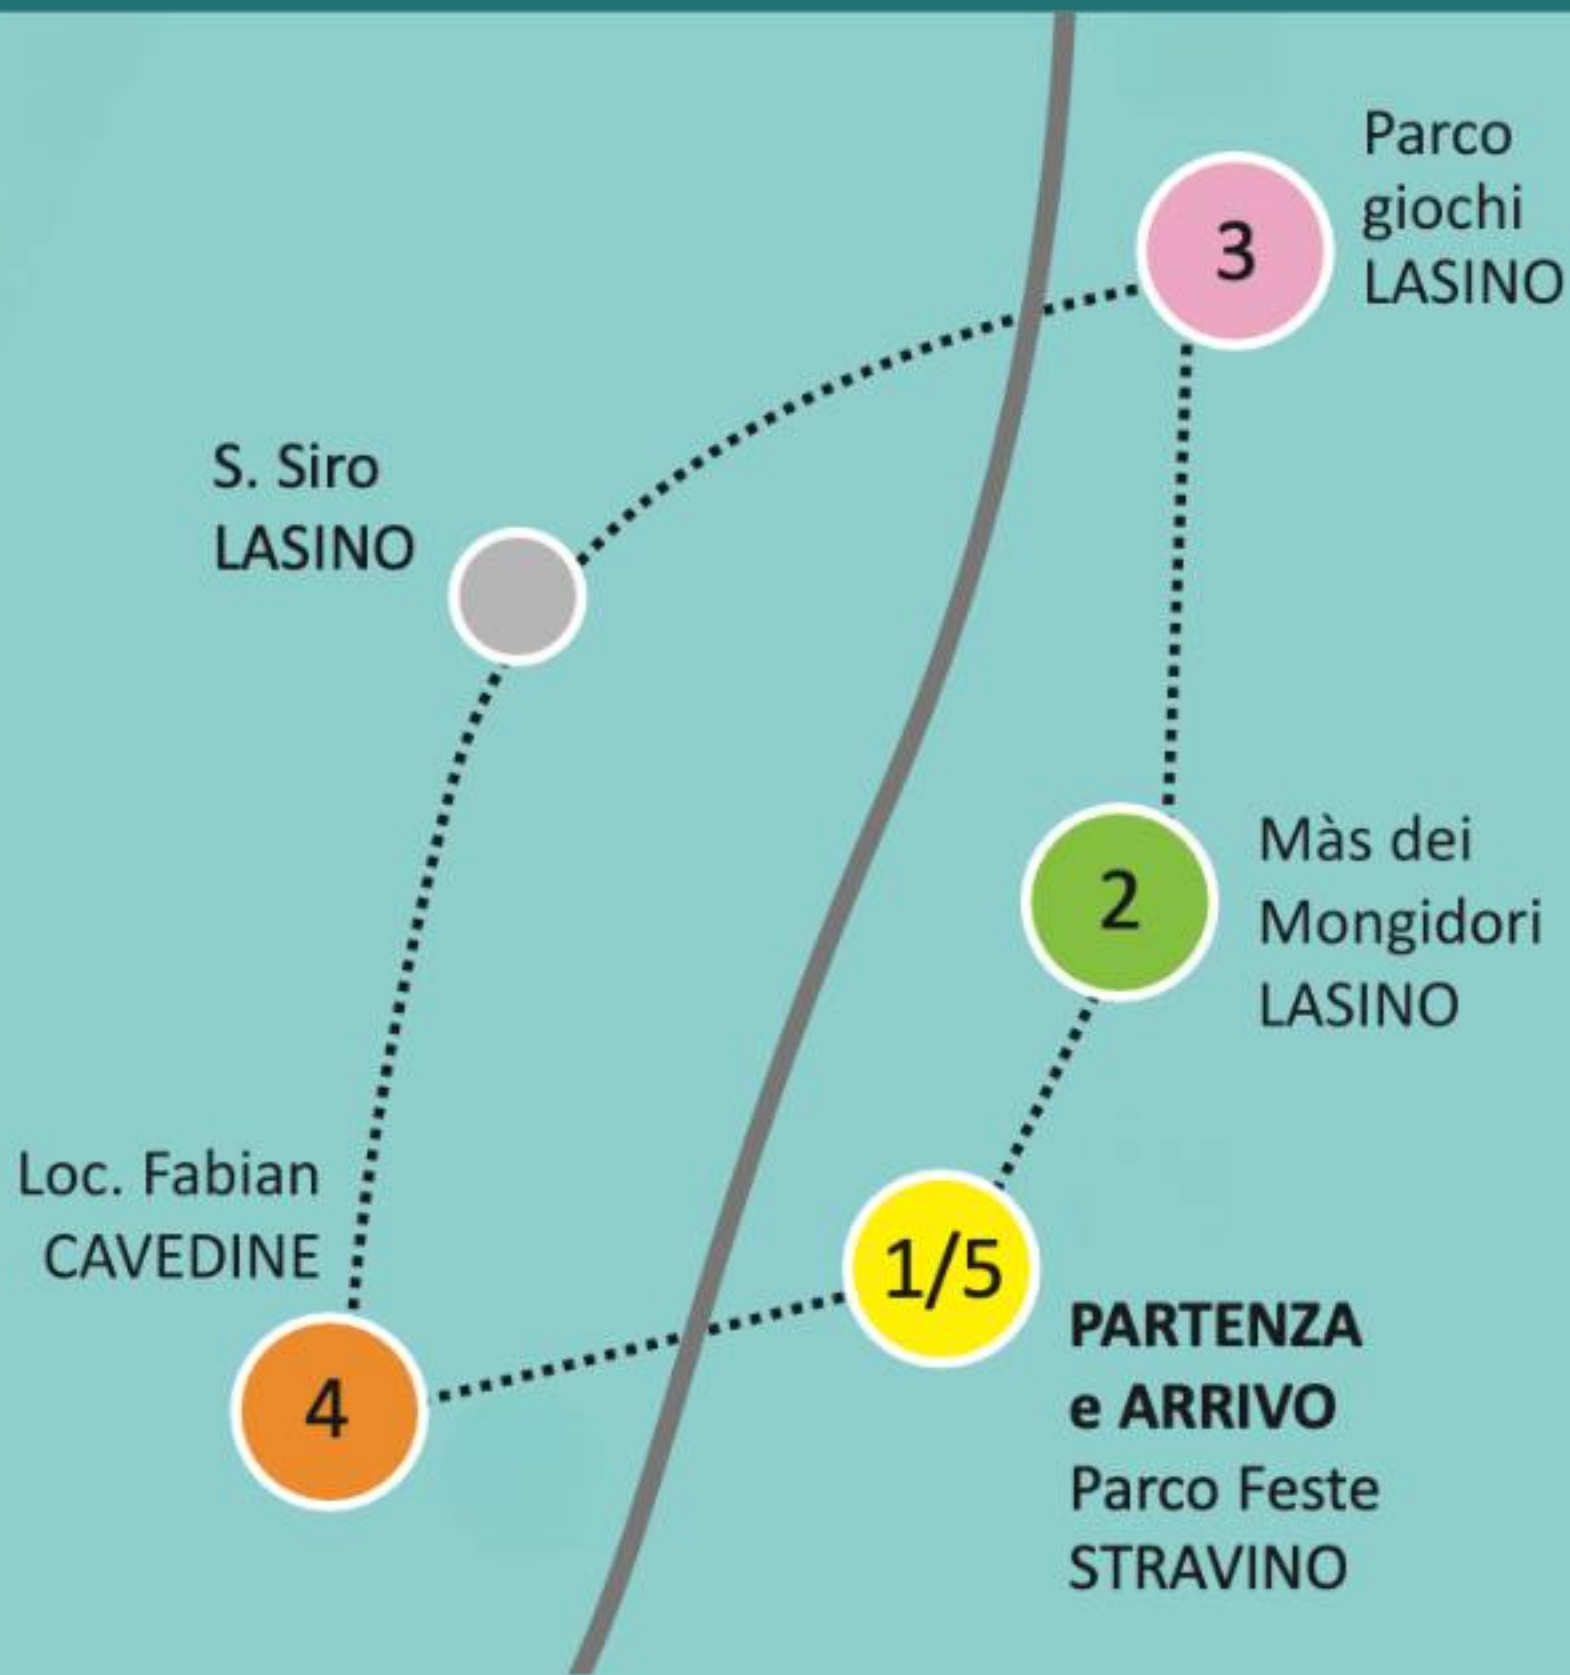 Parco
giochi
LASINO
3
S. Siro
LASINO
Màs dei
Mongidori
LASINO
2
Loc. Fabian
CAVEDINE
1/5
PARTENZA
e ARRIVO
Parco Feste
STRAVINO
4